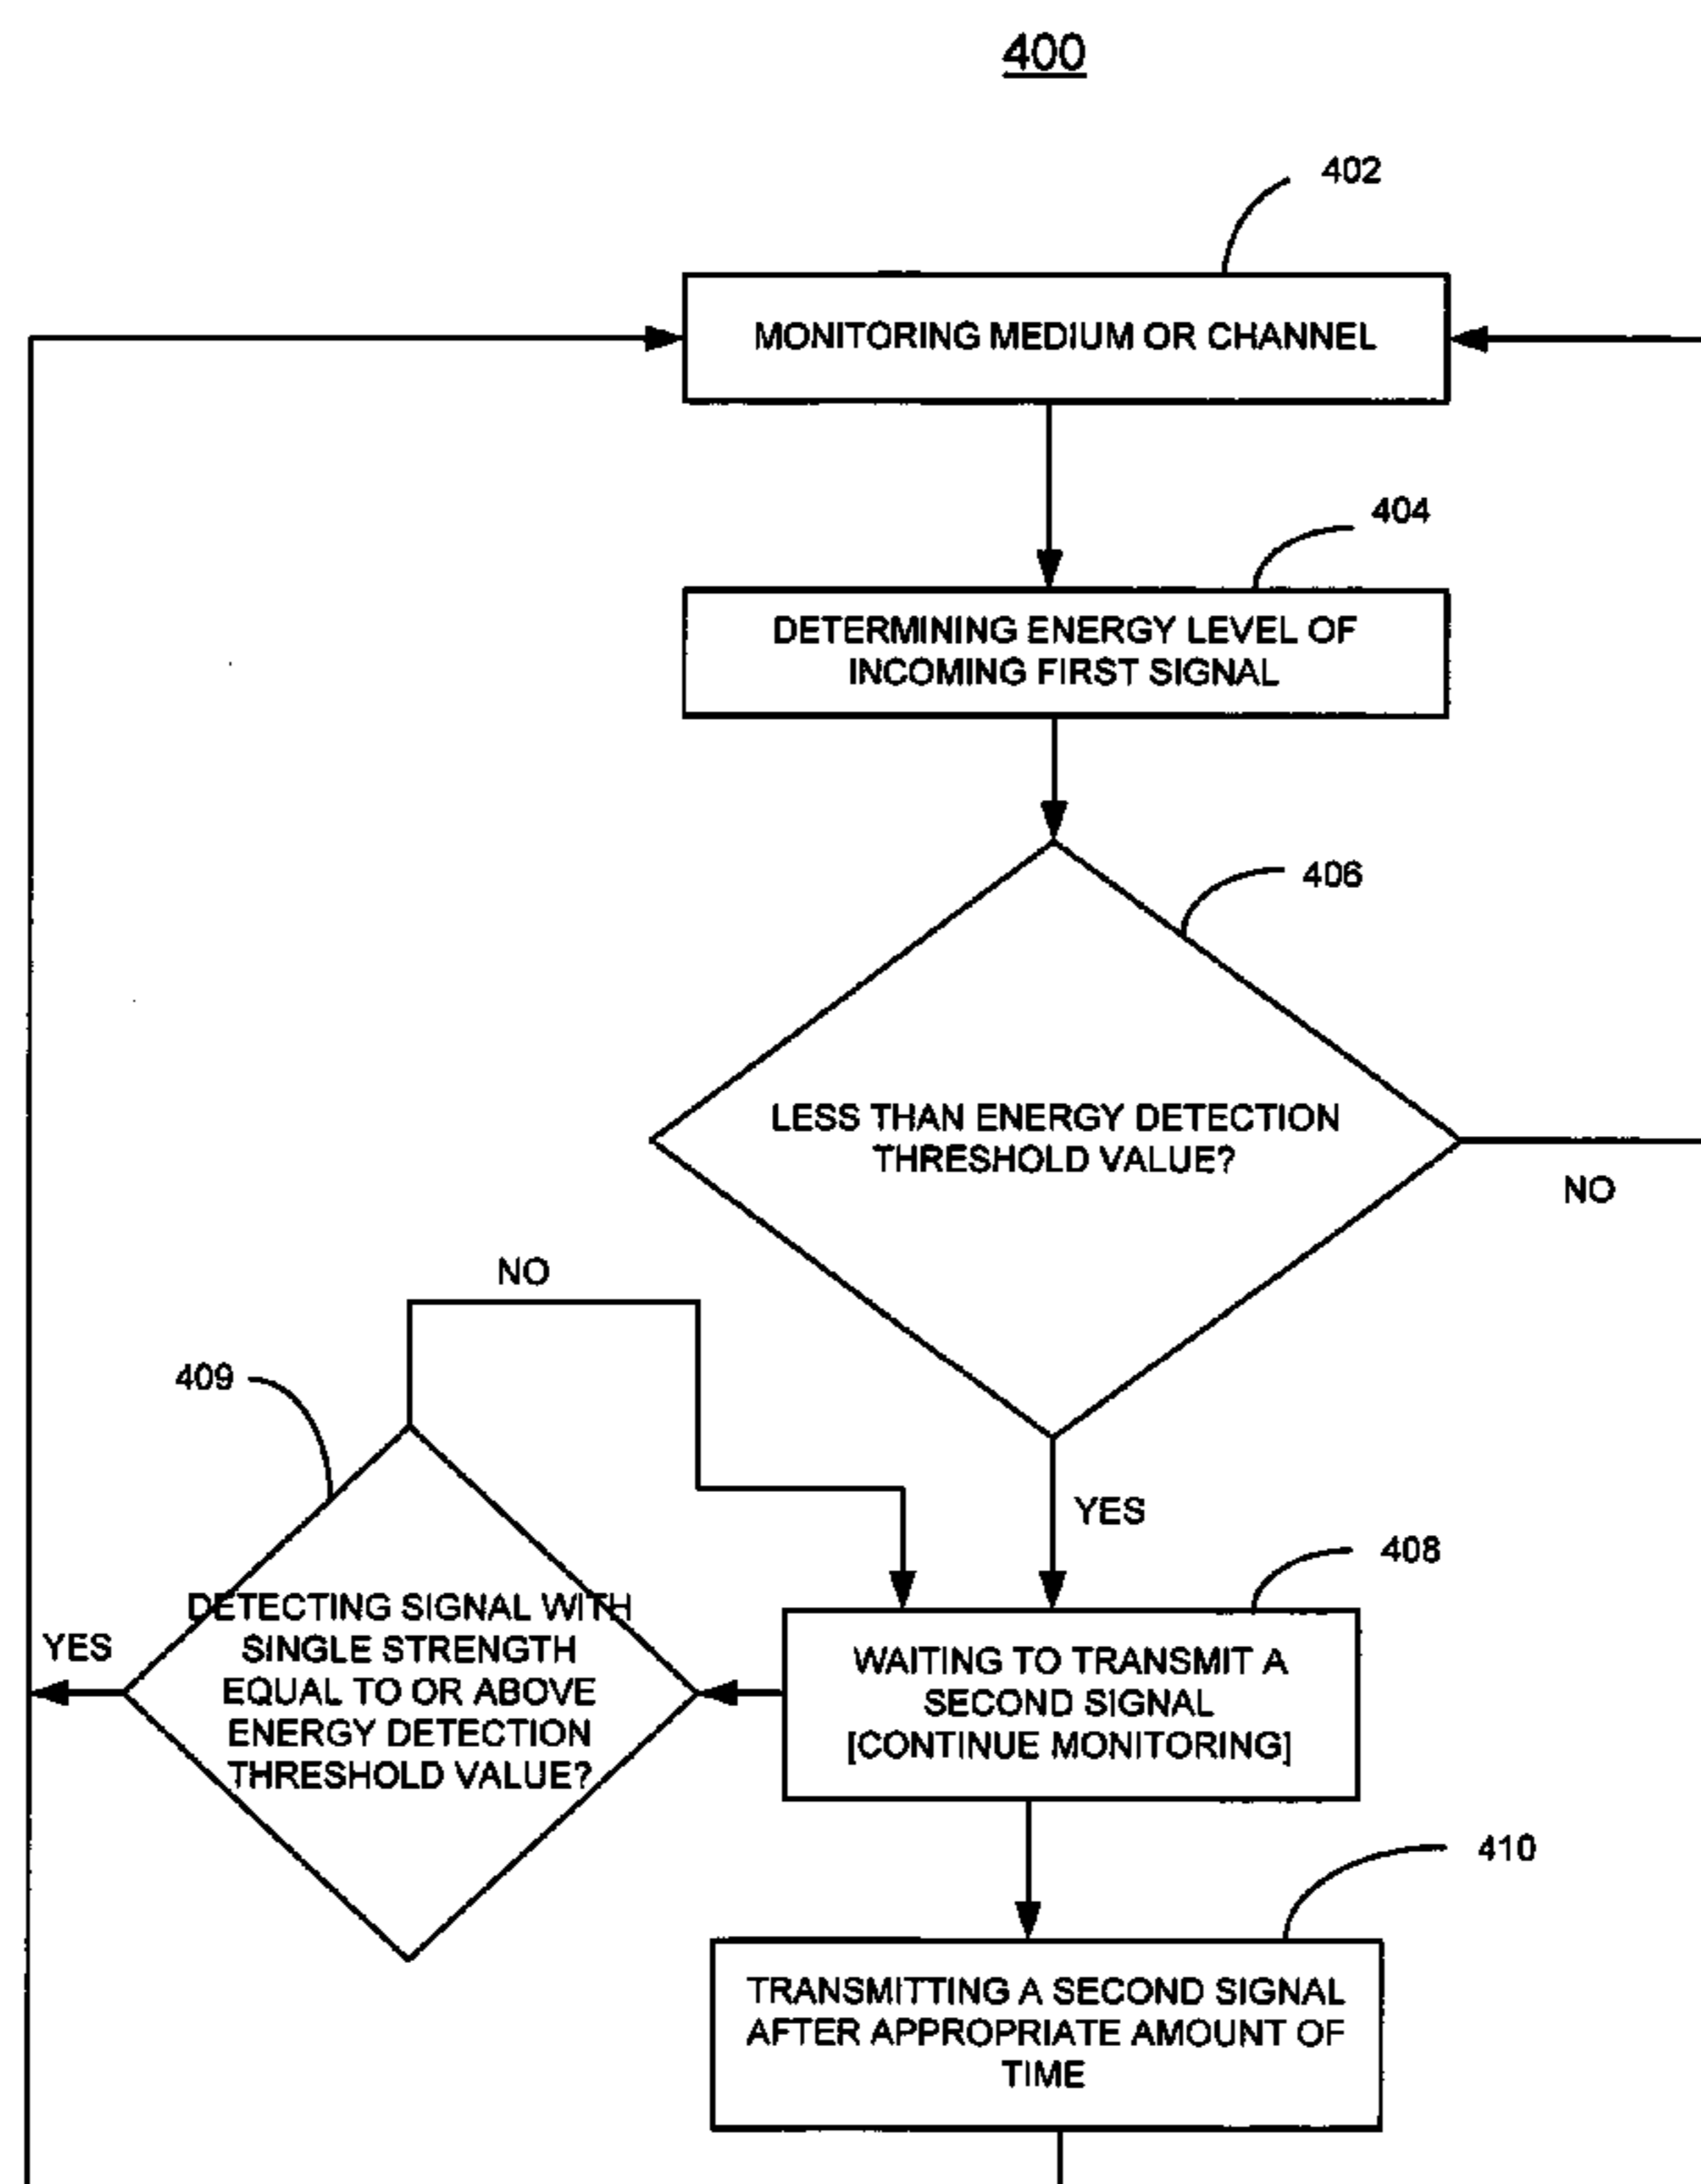 400
402
MONITORING MEDIUM OR CHANNEL
404
DETERMINING ENERGY LEVEL OF
INCOMING FIRST SIGNAL
406
LESS THAN ENERGY DETECTION
THRESHOLD VALUE?
NO
NO
409
YES
408
DETECTING SIGNAL WITH
SINGLE STRENGTH
EQUAL TO OR ABOVE
ENERGY DETECTION
THRESHOLD VALUE?
YES
WAITING TO TRANSMIT A
SECOND SIGNAL
[CONTINUE MONITORING]
410
TRANSMITTING A SECOND SIGNAL
AFTER APPROPRIATE AMOUNT OF
TIME